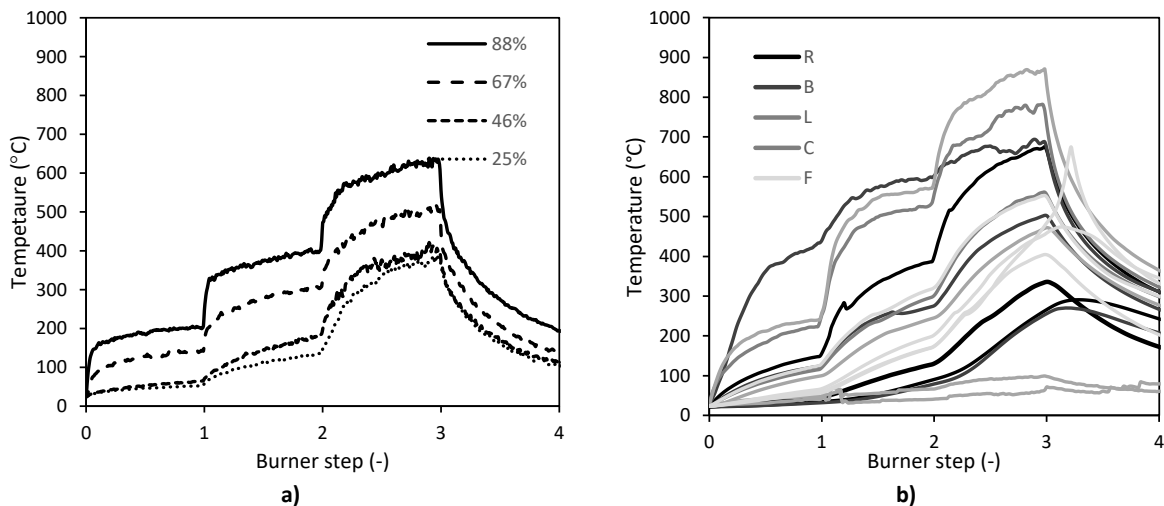 1000
900
800
700
600
500
400
300
200
100
0
Tempetaure (°C)
88%
67%
46%
25%
0 1 2 3 4
Burner step (-)
a)
1000
900
800
700
600
500
400
300
200
100
0
Temperature (°C)
R
B
L
C
F
0 1 2 3 4
Burner step (-)
b)